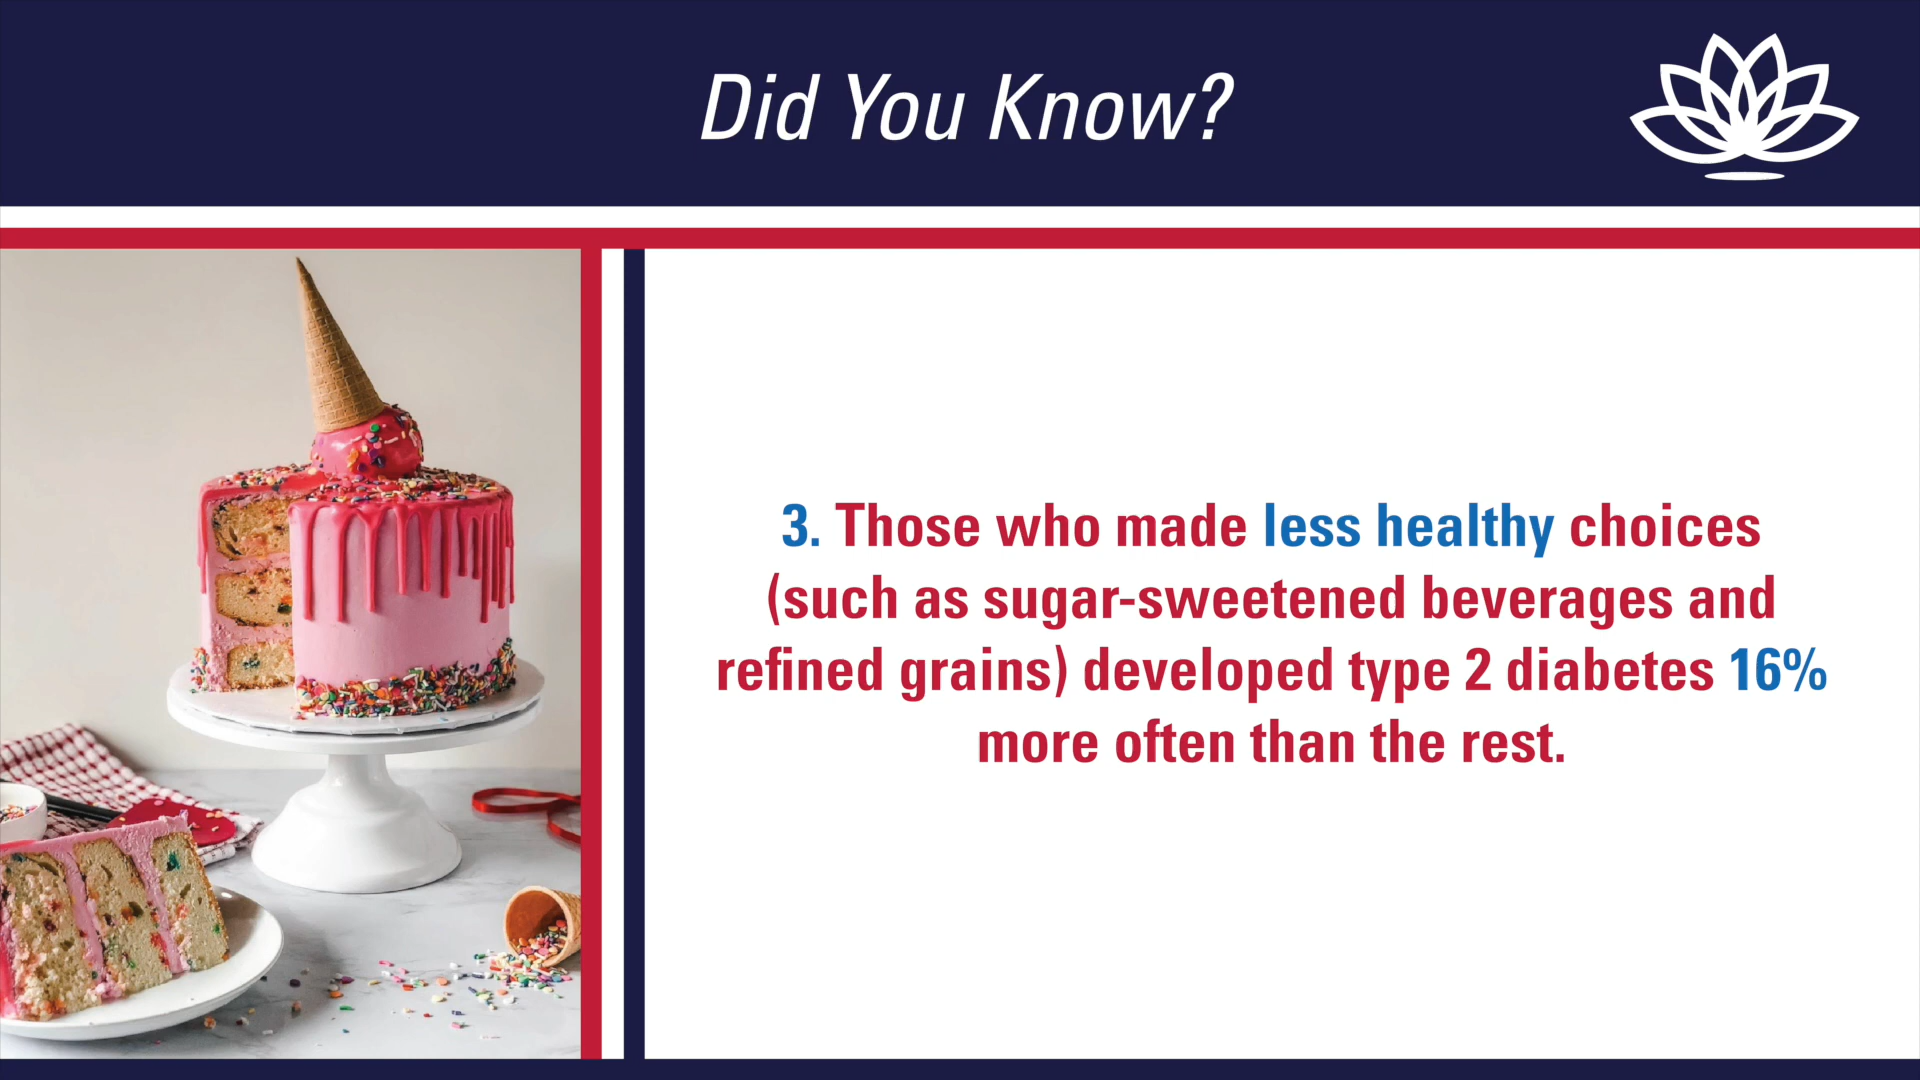 Did You Know?
3. Those who made less healthy choices
(such as sugar-sweetened beverages and
refined grains) developed type 2 diabetes 16%
more often than the rest.